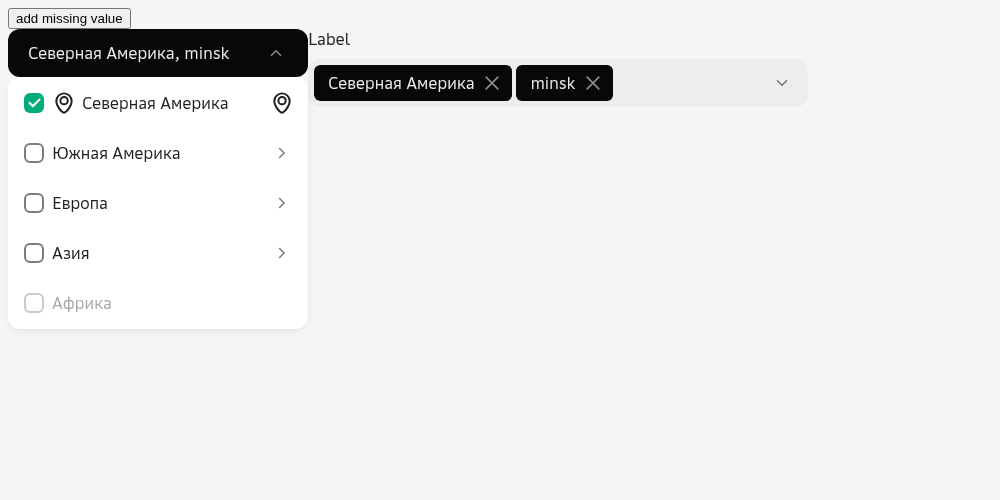 add missing value
Северная Америка, minsk
Северная Америка
Южная Америка
Европа
Азия
Африка
Label
Северная Америка
minsk